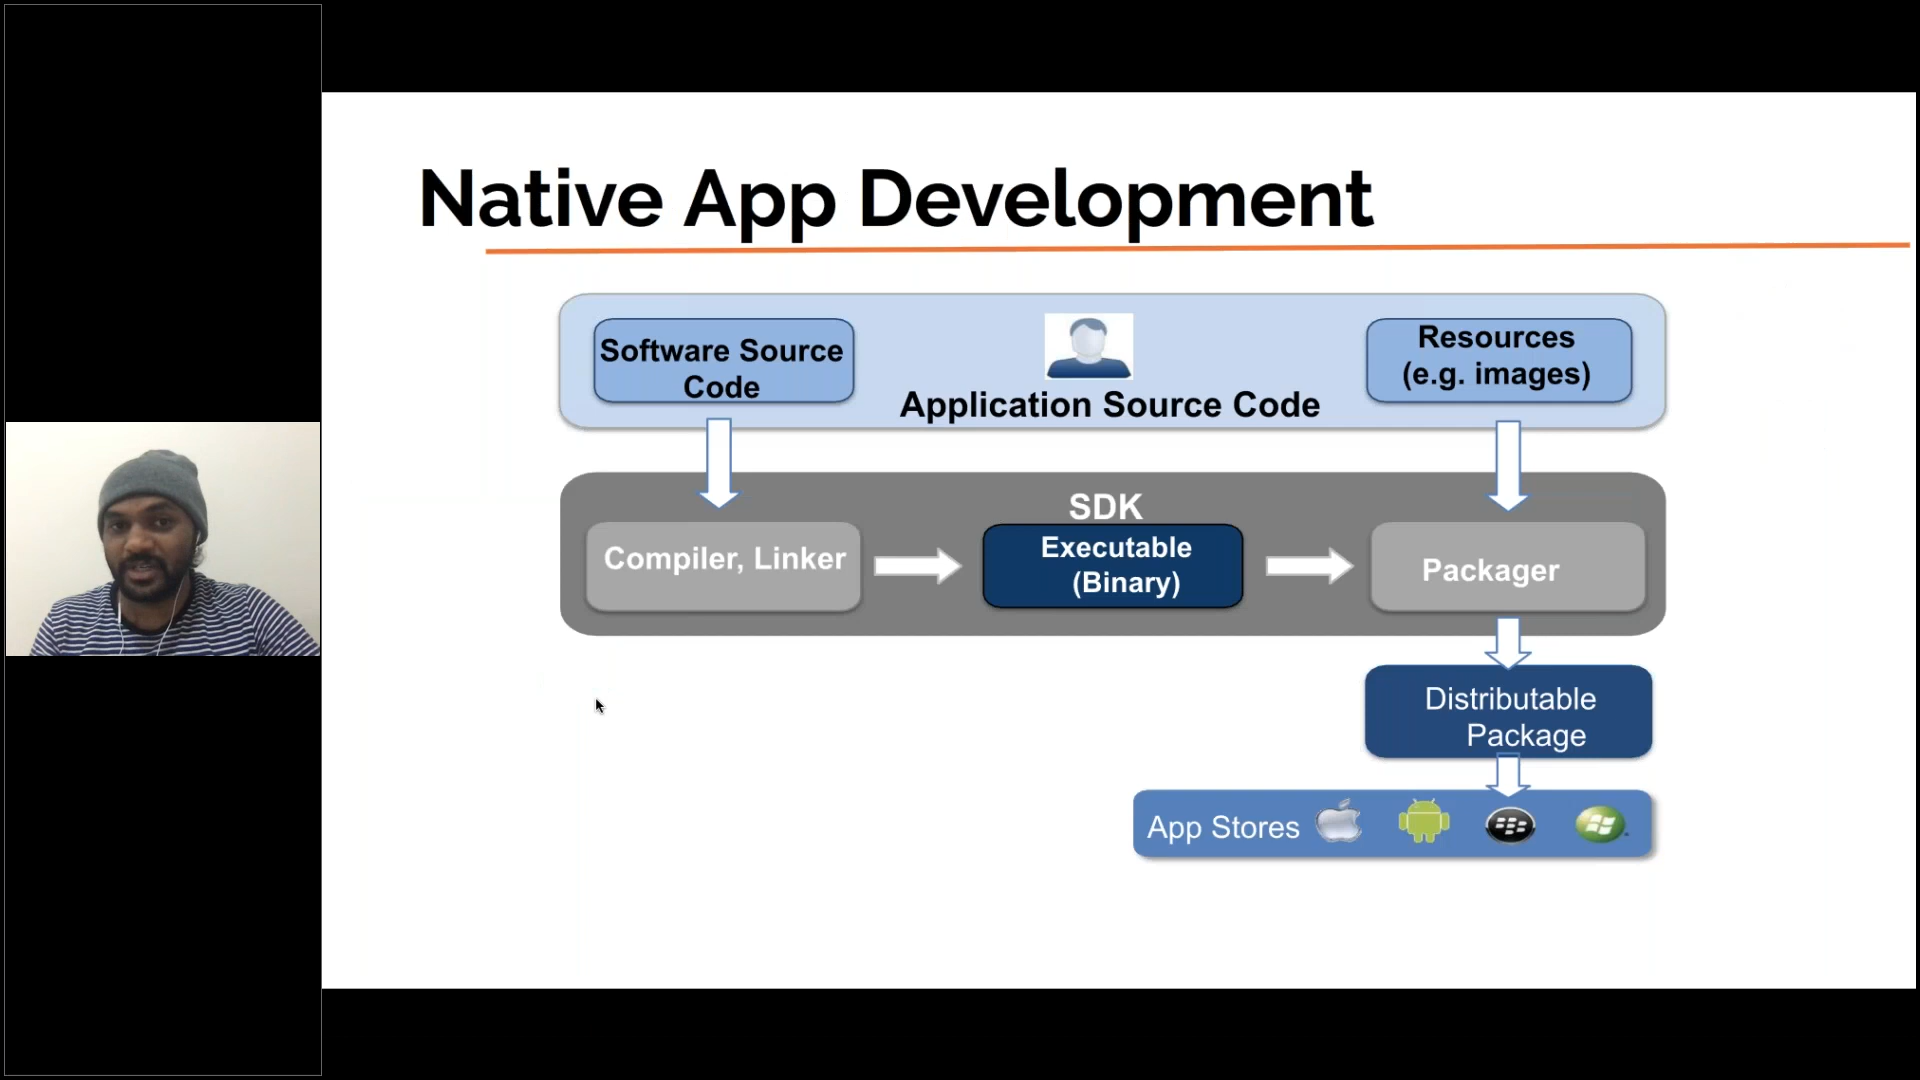 Native App Development
Software Source
Code
Application Source Code
Resources
(e.g. images)
SDK
Compiler, Linker
Executable
(Binary)
Packager
Distributable
Package
App Stores